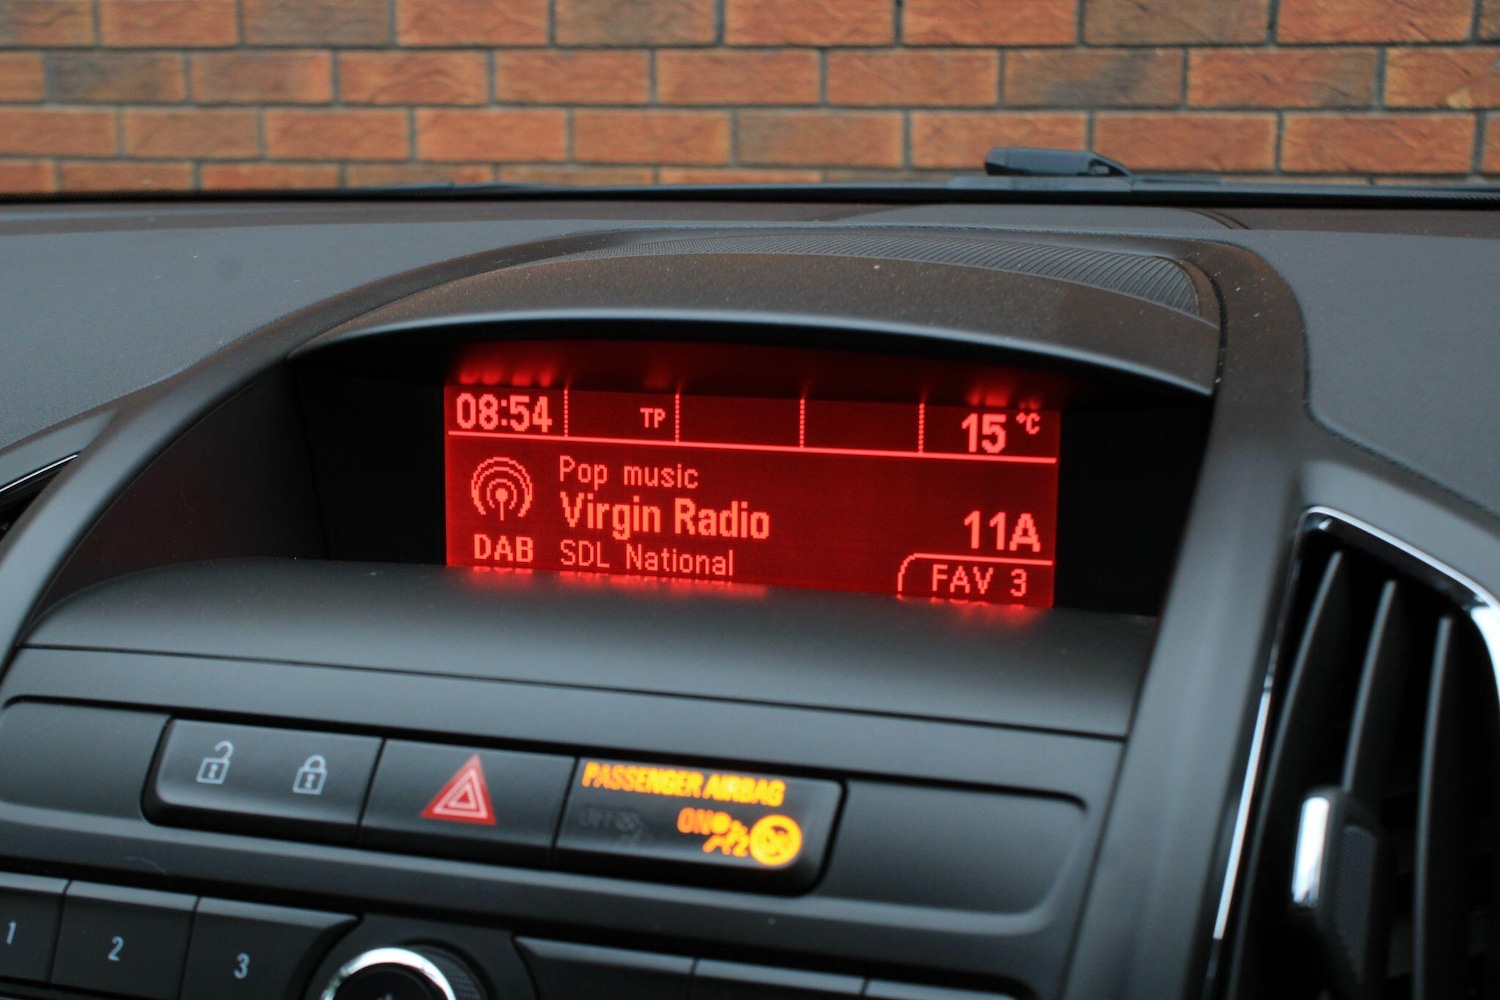 08:54 TP 15 °C
Pop music
Virgin Radio 11A
DAB SDL National
FAV 3
PASSENGER AIRBAG
ON
1 2 3